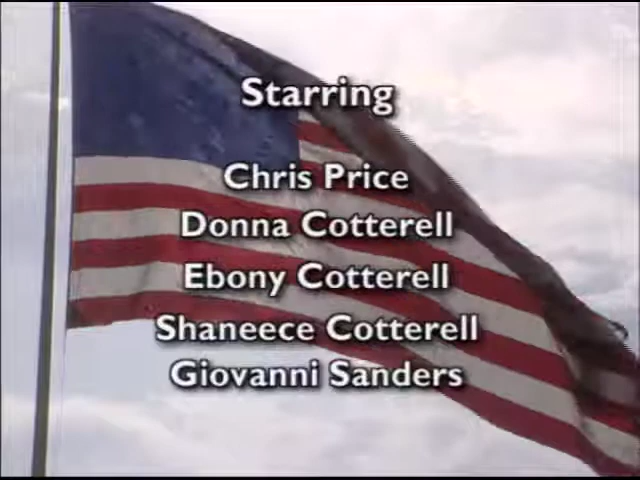 Starring
Chris Price
Donna Cotterell
Ebony Cotterell
Shaneece Cotterell
Giovanni Sanders